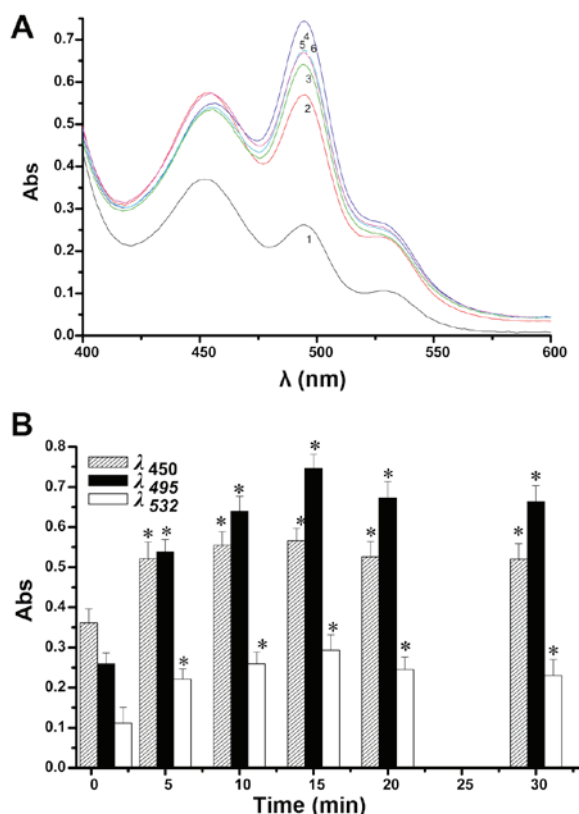 A
0.7
0.6
0.5
0.4
0.3
0.2
0.1
0.0
Abs
4
5 6
3
2
1
400 450 500 550 600
λ (nm)
B
0.8
0.7
0.6
0.5
0.4
0.3
0.2
0.1
0.0
Abs
λ 450
λ 495
λ 532
* * * * * * * * * * * * * * *
0 5 10 15 20 25 30
Time (min)